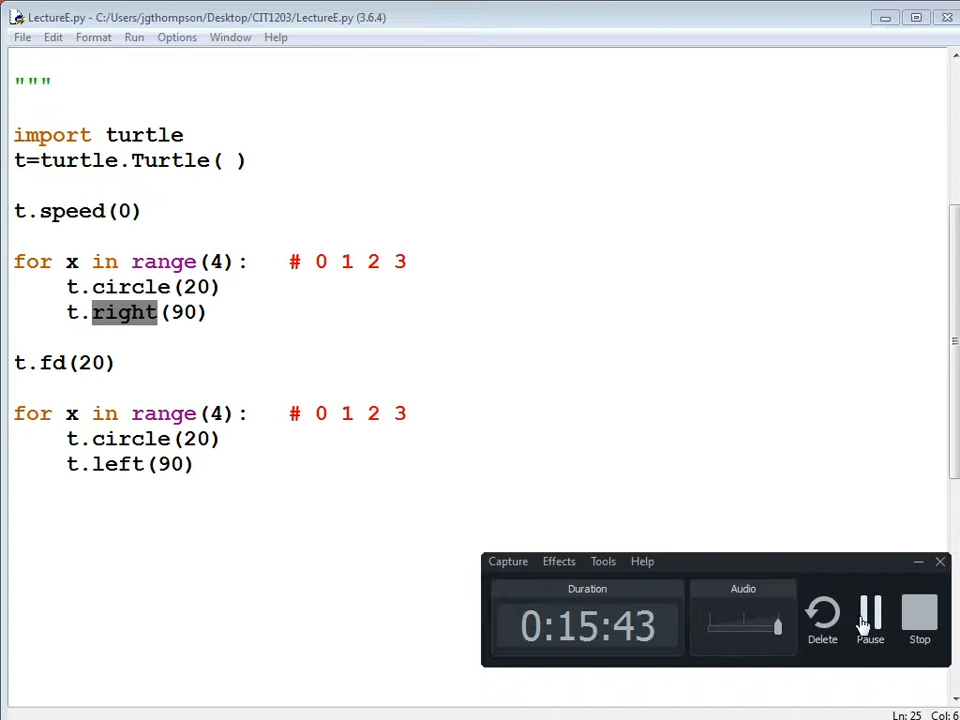 LectureE.py - C:/Users/jgthompson/Desktop/CIT1203/LectureE.py (3.6.4)
File Edit Format Run Options Window Help
"""
import turtle
t=turtle.Turtle( )
t.speed(0)
for x in range(4):   # 0 1 2 3
    t.circle(20)
    t.right(90)
t.fd(20)
for x in range(4):   # 0 1 2 3
    t.circle(20)
    t.left(90)
Capture Effects Tools Help
Duration
Audio
0:15:43
Delete Pause Stop
Ln: 25 Col: 6